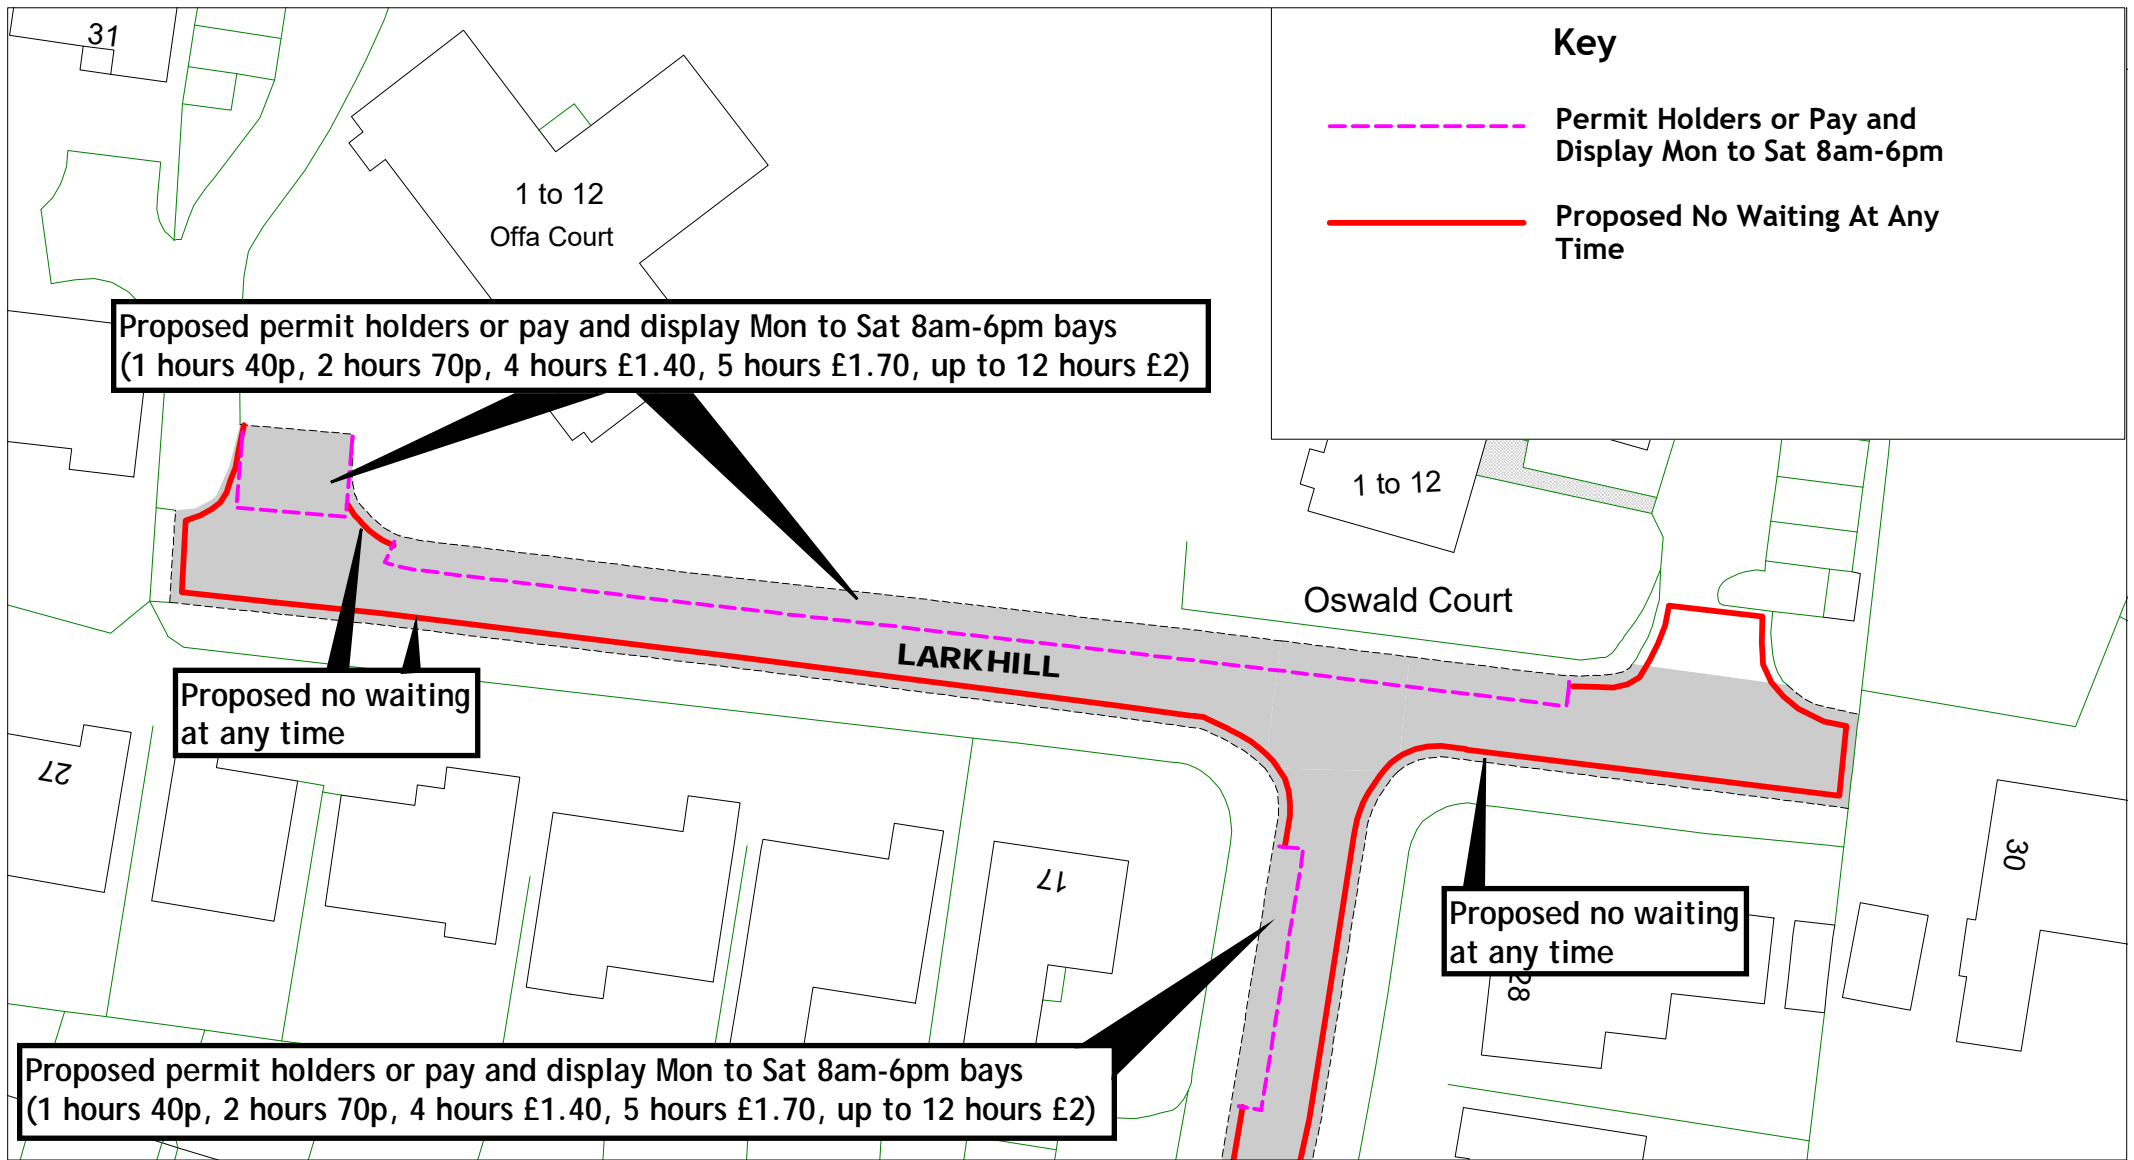 31
Key
Permit Holders or Pay and
Display Mon to Sat 8am-6pm
Proposed No Waiting At Any
Time
1 to 12
Offa Court
Proposed permit holders or pay and display Mon to Sat 8am-6pm bays
(1 hours 40p, 2 hours 70p, 4 hours £1.40, 5 hours £1.70, up to 12 hours £2)
1 to 12
Oswald Court
LARKHILL
Proposed no waiting
at any time
27
17
30
Proposed no waiting
at any time
28
Proposed permit holders or pay and display Mon to Sat 8am-6pm bays
(1 hours 40p, 2 hours 70p, 4 hours £1.40, 5 hours £1.70, up to 12 hours £2)